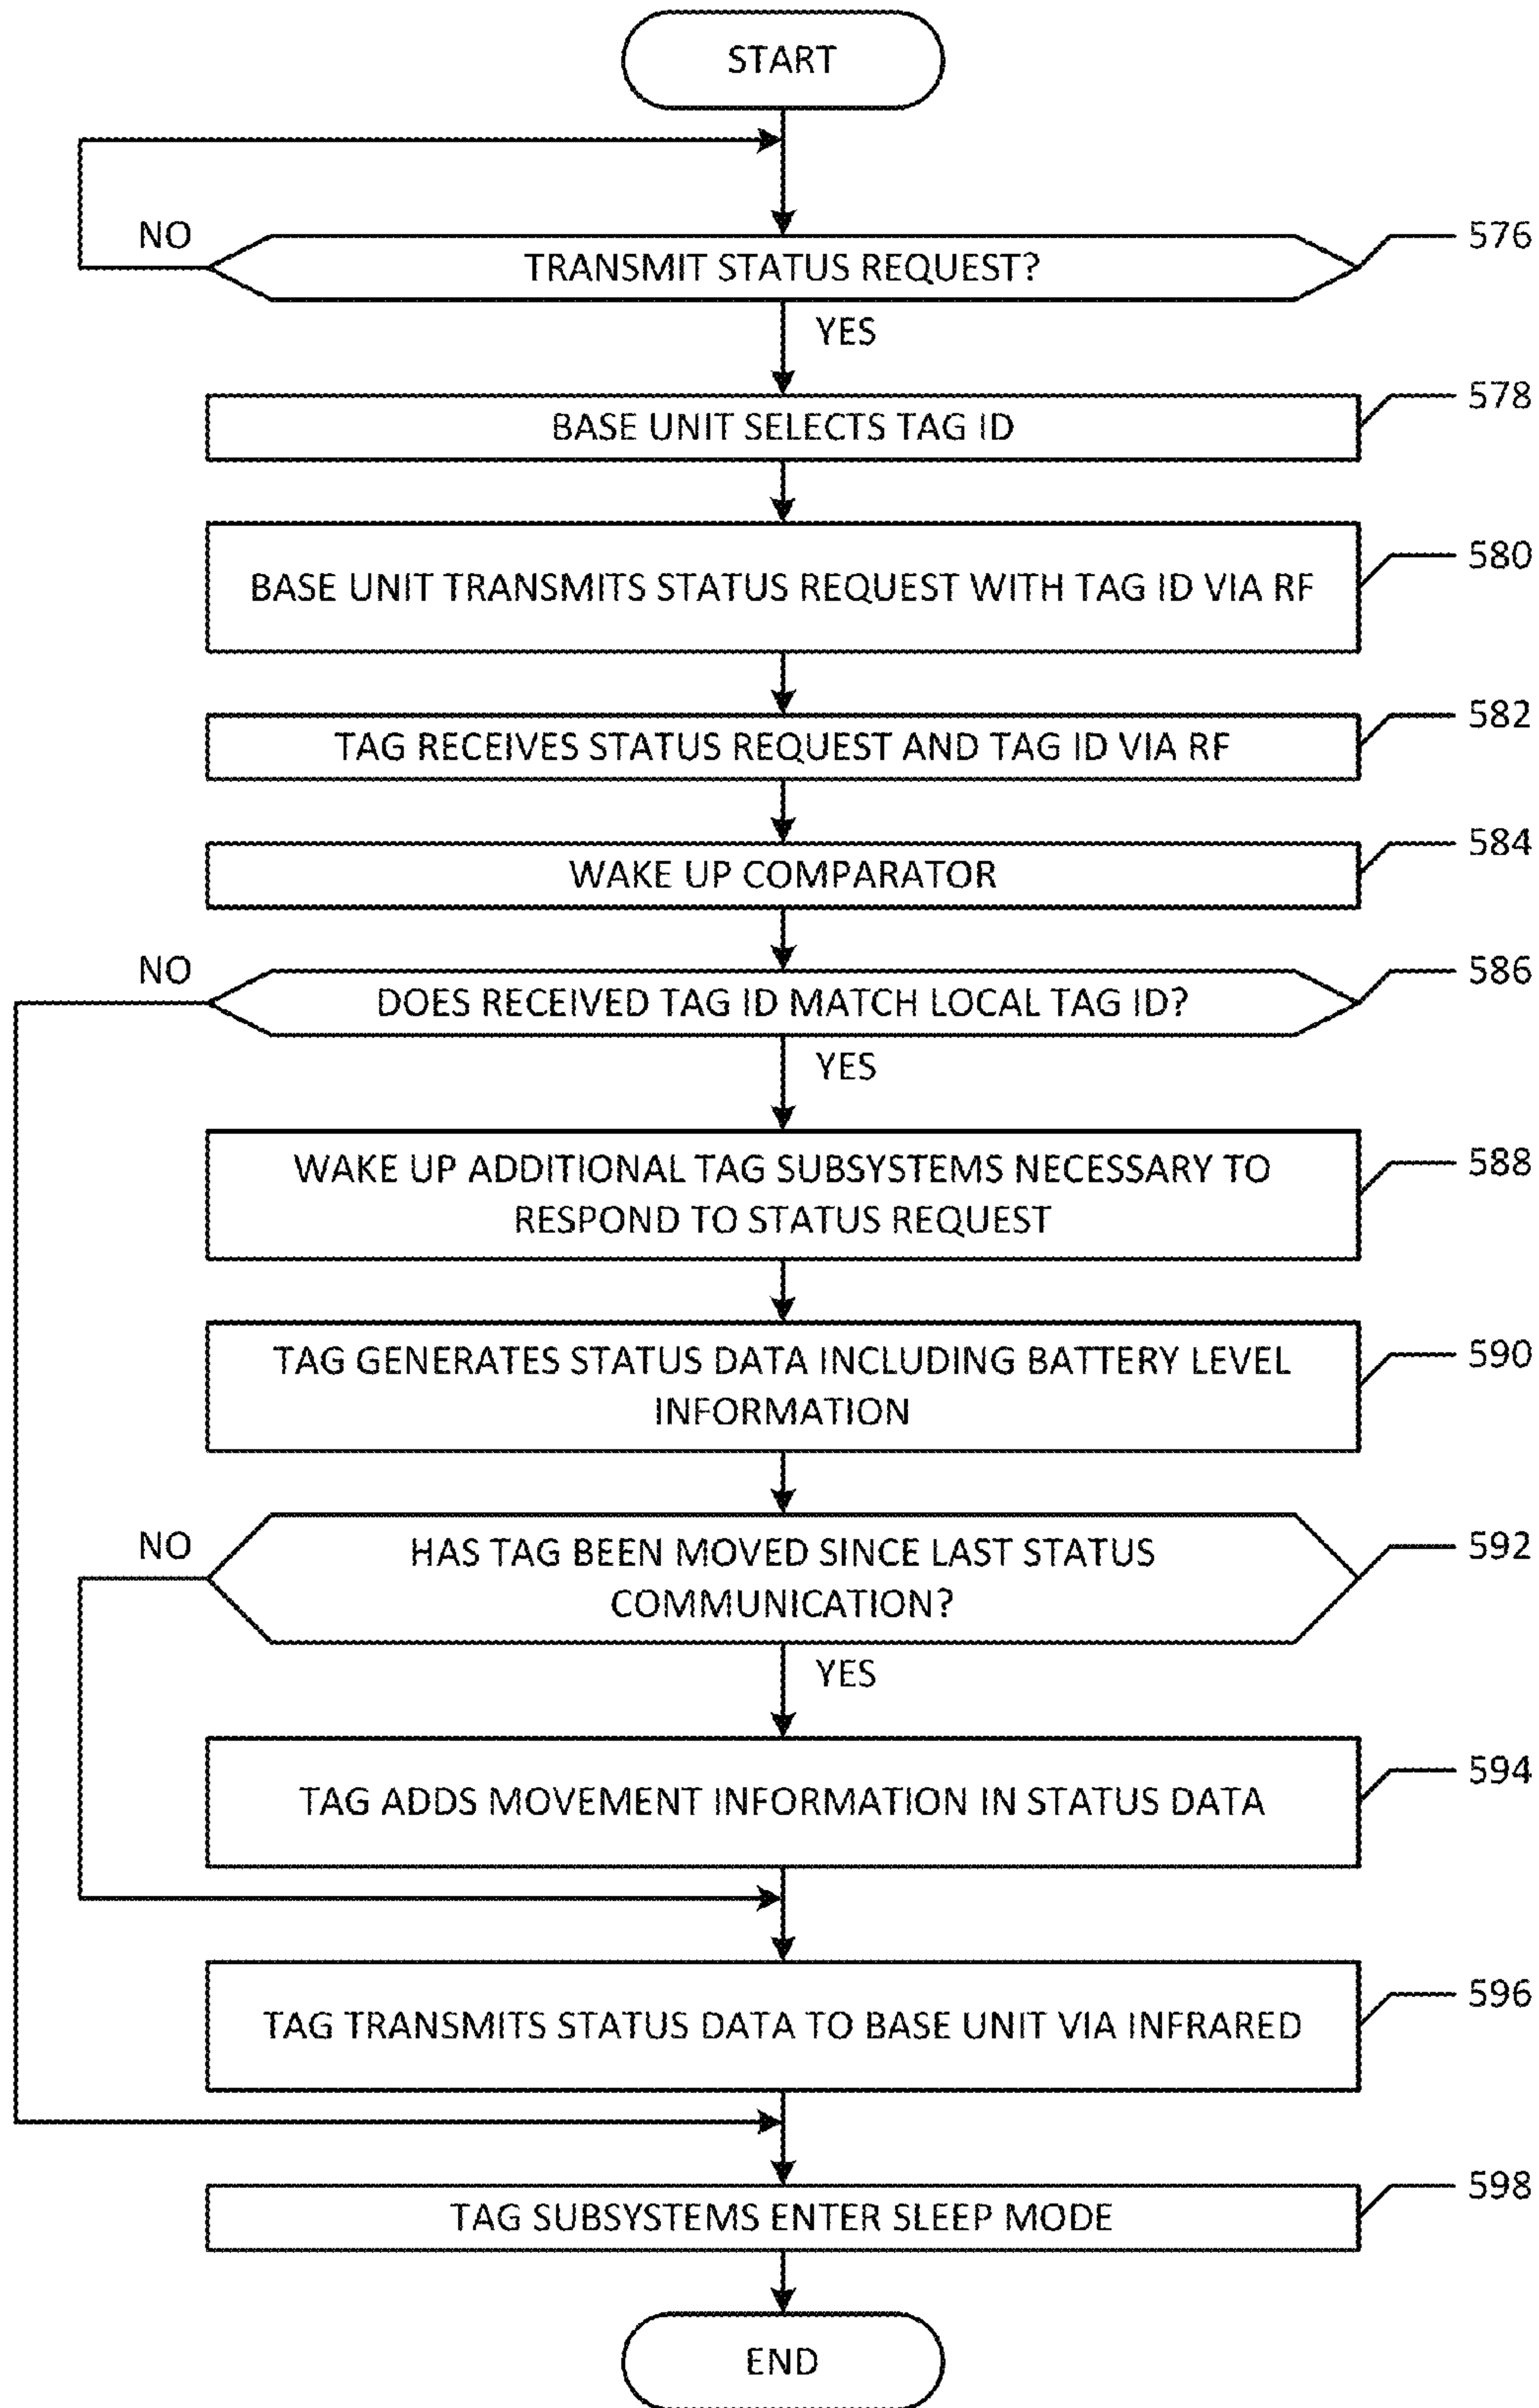 START
NO
TRANSMIT STATUS REQUEST?
576
YES
BASE UNIT SELECTS TAG ID
578
BASE UNIT TRANSMITS STATUS REQUEST WITH TAG ID VIA RF
580
TAG RECEIVES STATUS REQUEST AND TAG ID VIA RF
582
WAKE UP COMPARATOR
584
NO
DOES RECEIVED TAG ID MATCH LOCAL TAG ID?
586
YES
WAKE UP ADDITIONAL TAG SUBSYSTEMS NECESSARY TO
RESPOND TO STATUS REQUEST
588
TAG GENERATES STATUS DATA INCLUDING BATTERY LEVEL
INFORMATION
590
NO
HAS TAG BEEN MOVED SINCE LAST STATUS
COMMUNICATION?
592
YES
TAG ADDS MOVEMENT INFORMATION IN STATUS DATA
594
TAG TRANSMITS STATUS DATA TO BASE UNIT VIA INFRARED
596
TAG SUBSYSTEMS ENTER SLEEP MODE
598
END